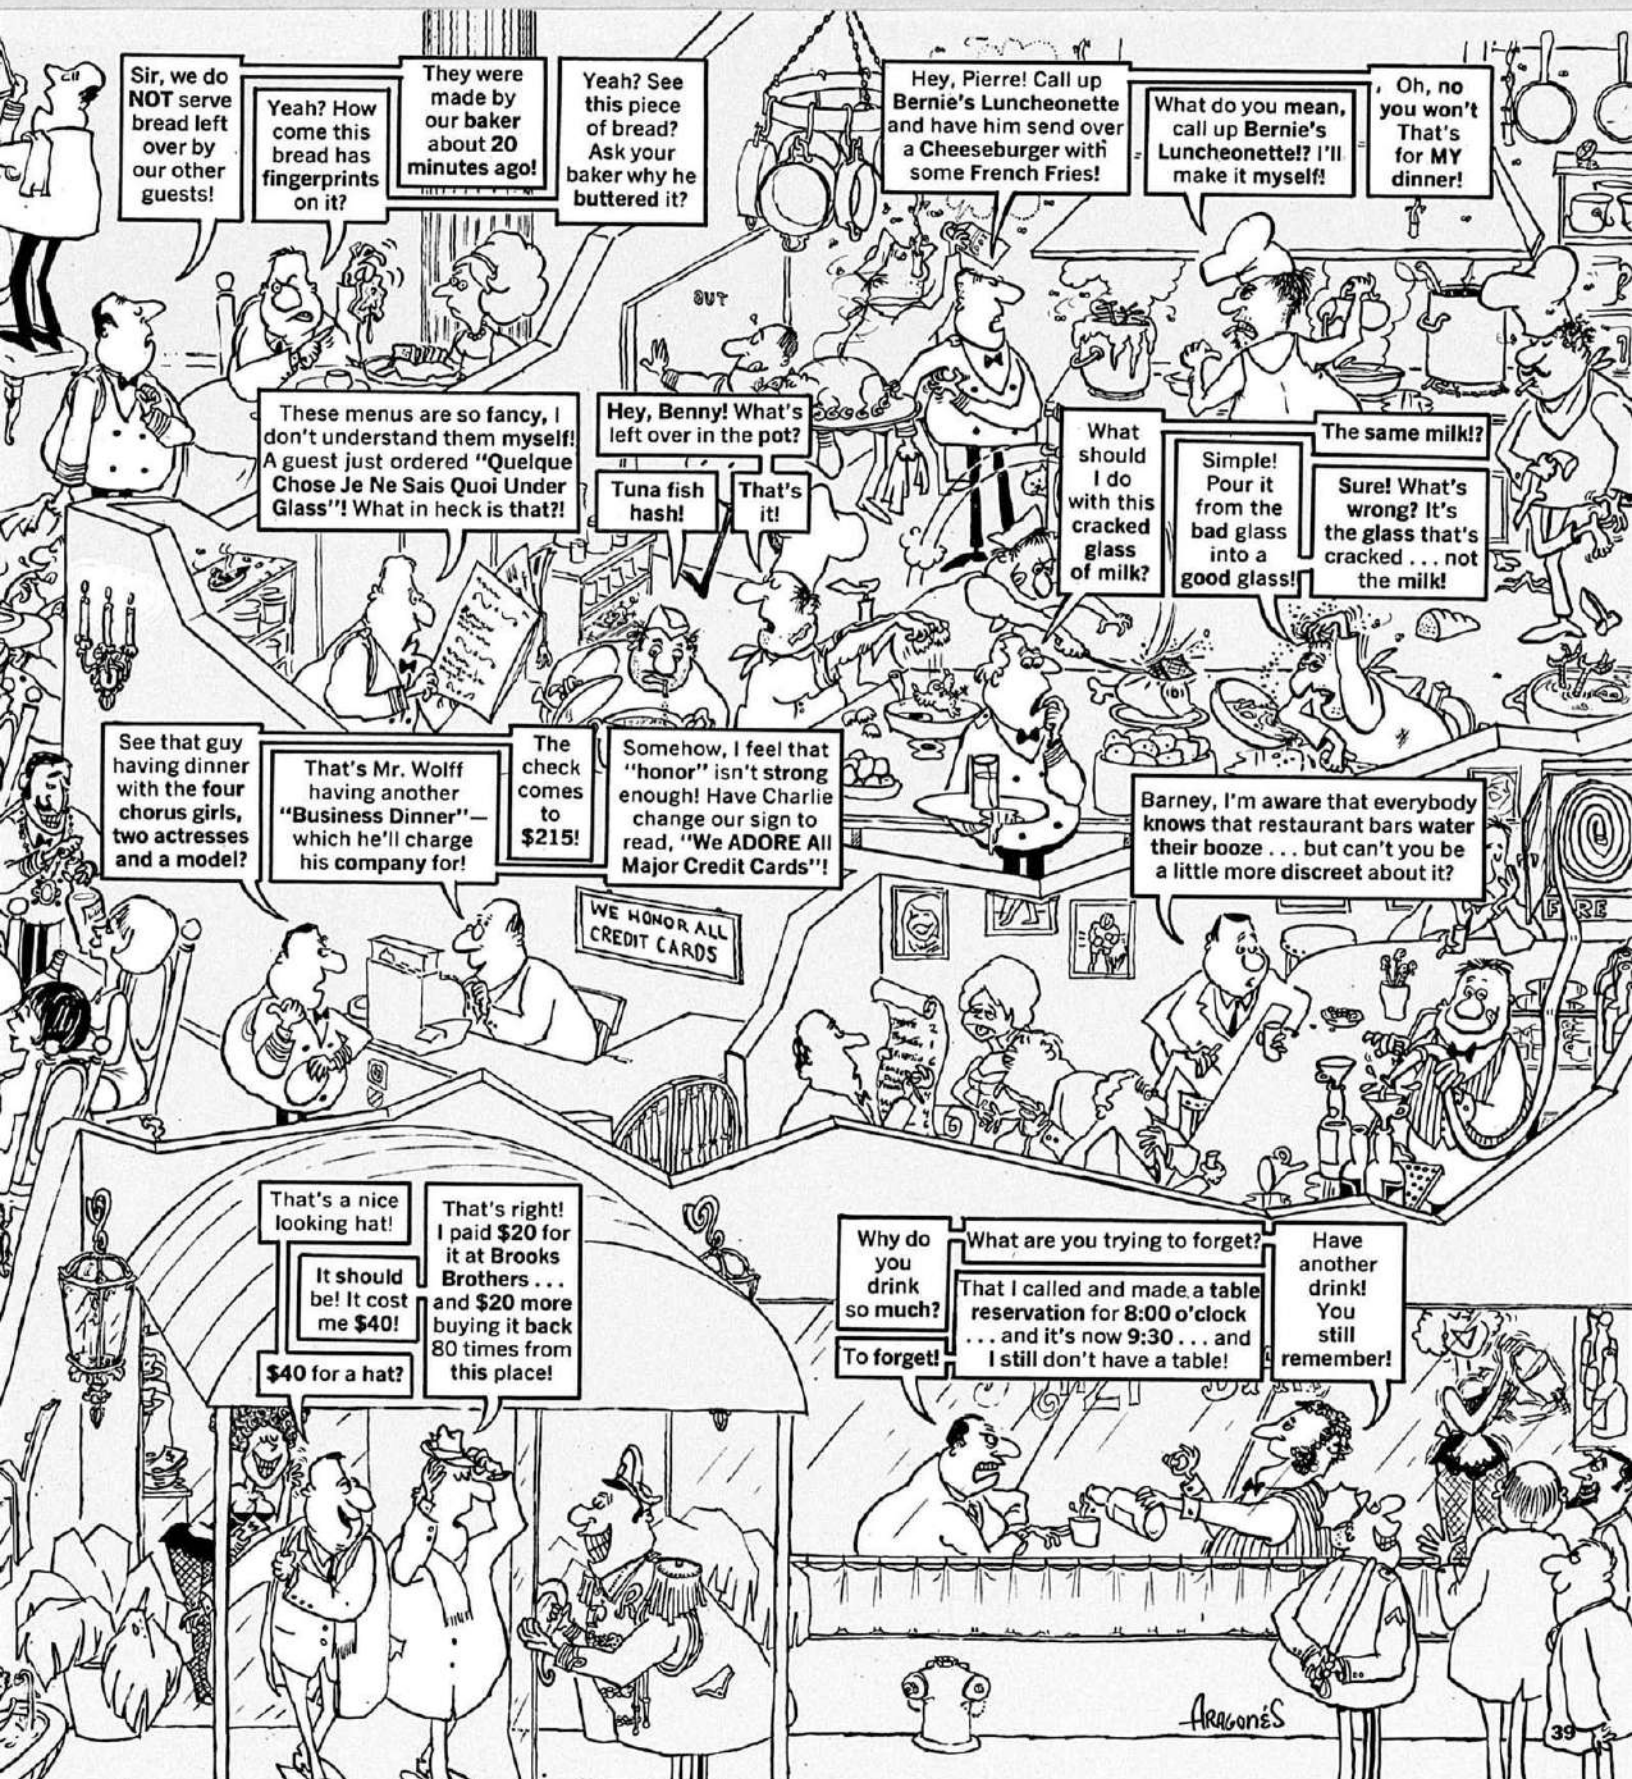 Sir, we do
NOT serve
bread left
over by
our other
guests!
Yeah? How
come this
bread has
fingerprints
on it?
They were
made by
our baker
about 20
minutes ago!
Yeah? See
this piece
of bread?
Ask your
baker why he
buttered it?
Hey, Pierre! Call up
Bernie's Luncheonette
and have him send over
a Cheeseburger with
some French Fries!
What do you mean,
call up Bernie's
Luncheonette!? I'll
make it myself!
Oh, no
you won't
That's
for MY
dinner!
OUT
These menus are so fancy, I
don't understand them myself!
A guest just ordered "Quelque
Chose Je Ne Sais Quoi Under
Glass"! What in heck is that?!
Hey, Benny! What's
left over in the pot?
Tuna fish
hash!
That's
it!
What
should
I do
with this
cracked
glass
of milk?
Simple!
Pour it
from the
bad glass
into a
good glass!
The same milk!?
Sure! What's
wrong? It's
the glass that's
cracked ... not
the milk!
See that guy
having dinner
with the four
chorus girls,
two actresses
and a model?
That's Mr. Wolff
having another
"Business Dinner"—
which he'll charge
his company for!
The
check
comes
to
$215!
Somehow, I feel that
"honor" isn't strong
enough! Have Charlie
change our sign to
read, "We ADORE All
Major Credit Cards"!
WE HONOR ALL
CREDIT CARDS
Barney, I'm aware that everybody
knows that restaurant bars water
their booze ... but can't you be
a little more discreet about it?
FIRE
That's a nice
looking hat!
It should
be! It cost
me $40!
$40 for a hat?
That's right!
I paid $20 for
it at Brooks
Brothers ...
and $20 more
buying it back
80 times from
this place!
Why do
you
drink
so much?
To forget!
What are you trying to forget?
That I called and made a table
reservation for 8:00 o'clock
... and it's now 9:30 ... and
I still don't have a table!
Have
another
drink!
You
still
remember!
ARAGONÉS
39